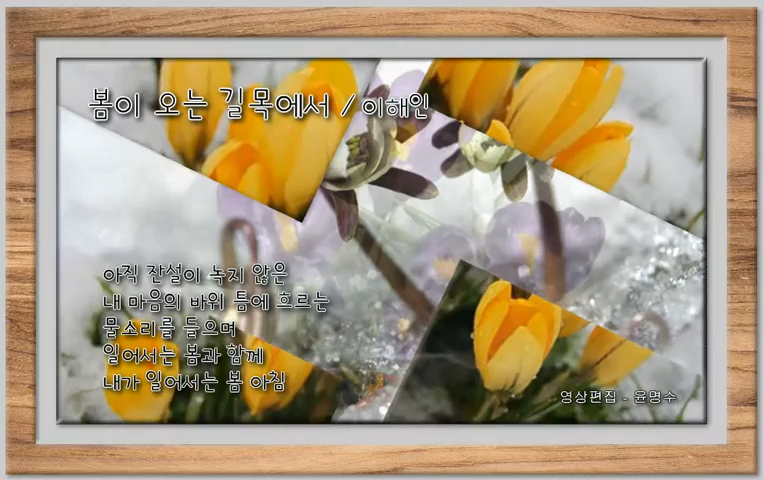 봄이 오는 길목에서 / 이해인
아직 잔설이 녹지 않은
내 마음의 바위 틈에 흐르는
물소리를 들으며
일어서는 봄과 함께
내가 일어서는 봄 아침
영상편집 - 윤명수